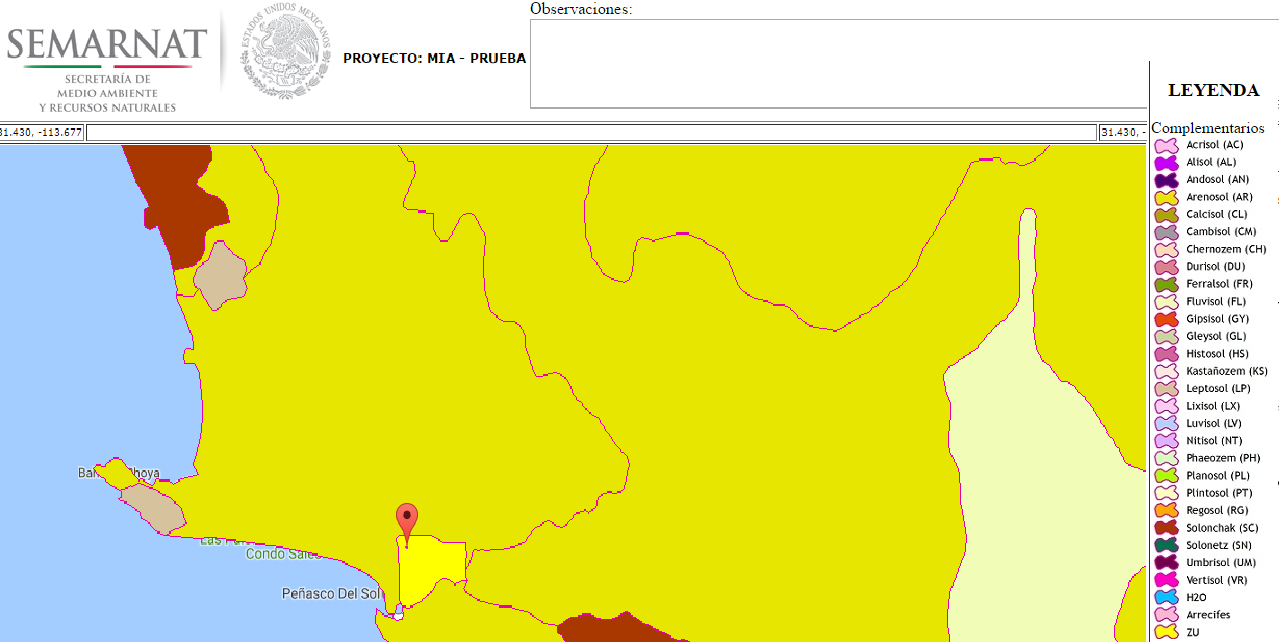 Observaciones:
SEMARNAT
SECRETARÍA DE
MEDIO AMBIENTE
Y RECURSOS NATURALES
ESTADOS UNIDOS MEXICANOS
PROYECTO: MIA - PRUEBA
31.430, -113.677
31.430, -
LEYENDA
Complementarios
Acrisol (AC)
Alisol (AL)
Andosol (AN)
Arenosol (AR)
Calcisol (CL)
Cambisol (CM)
Chernozem (CH)
Durisol (DU)
Ferralsol (FR)
Fluvisol (FL)
Gipsisol (GY)
Gleysol (GL)
Histosol (HS)
Kastañozem (KS)
Leptosol (LP)
Lixisol (LX)
Luvisol (LV)
Nitisol (NT)
Phaeozem (PH)
Planosol (PL)
Plintosol (PT)
Regosol (RG)
Solonchak (SC)
Solonetz (SN)
Umbrisol (UM)
Vertisol (VR)
H2O
Arrecifes
ZU
Condo
Peñasco Del Sol